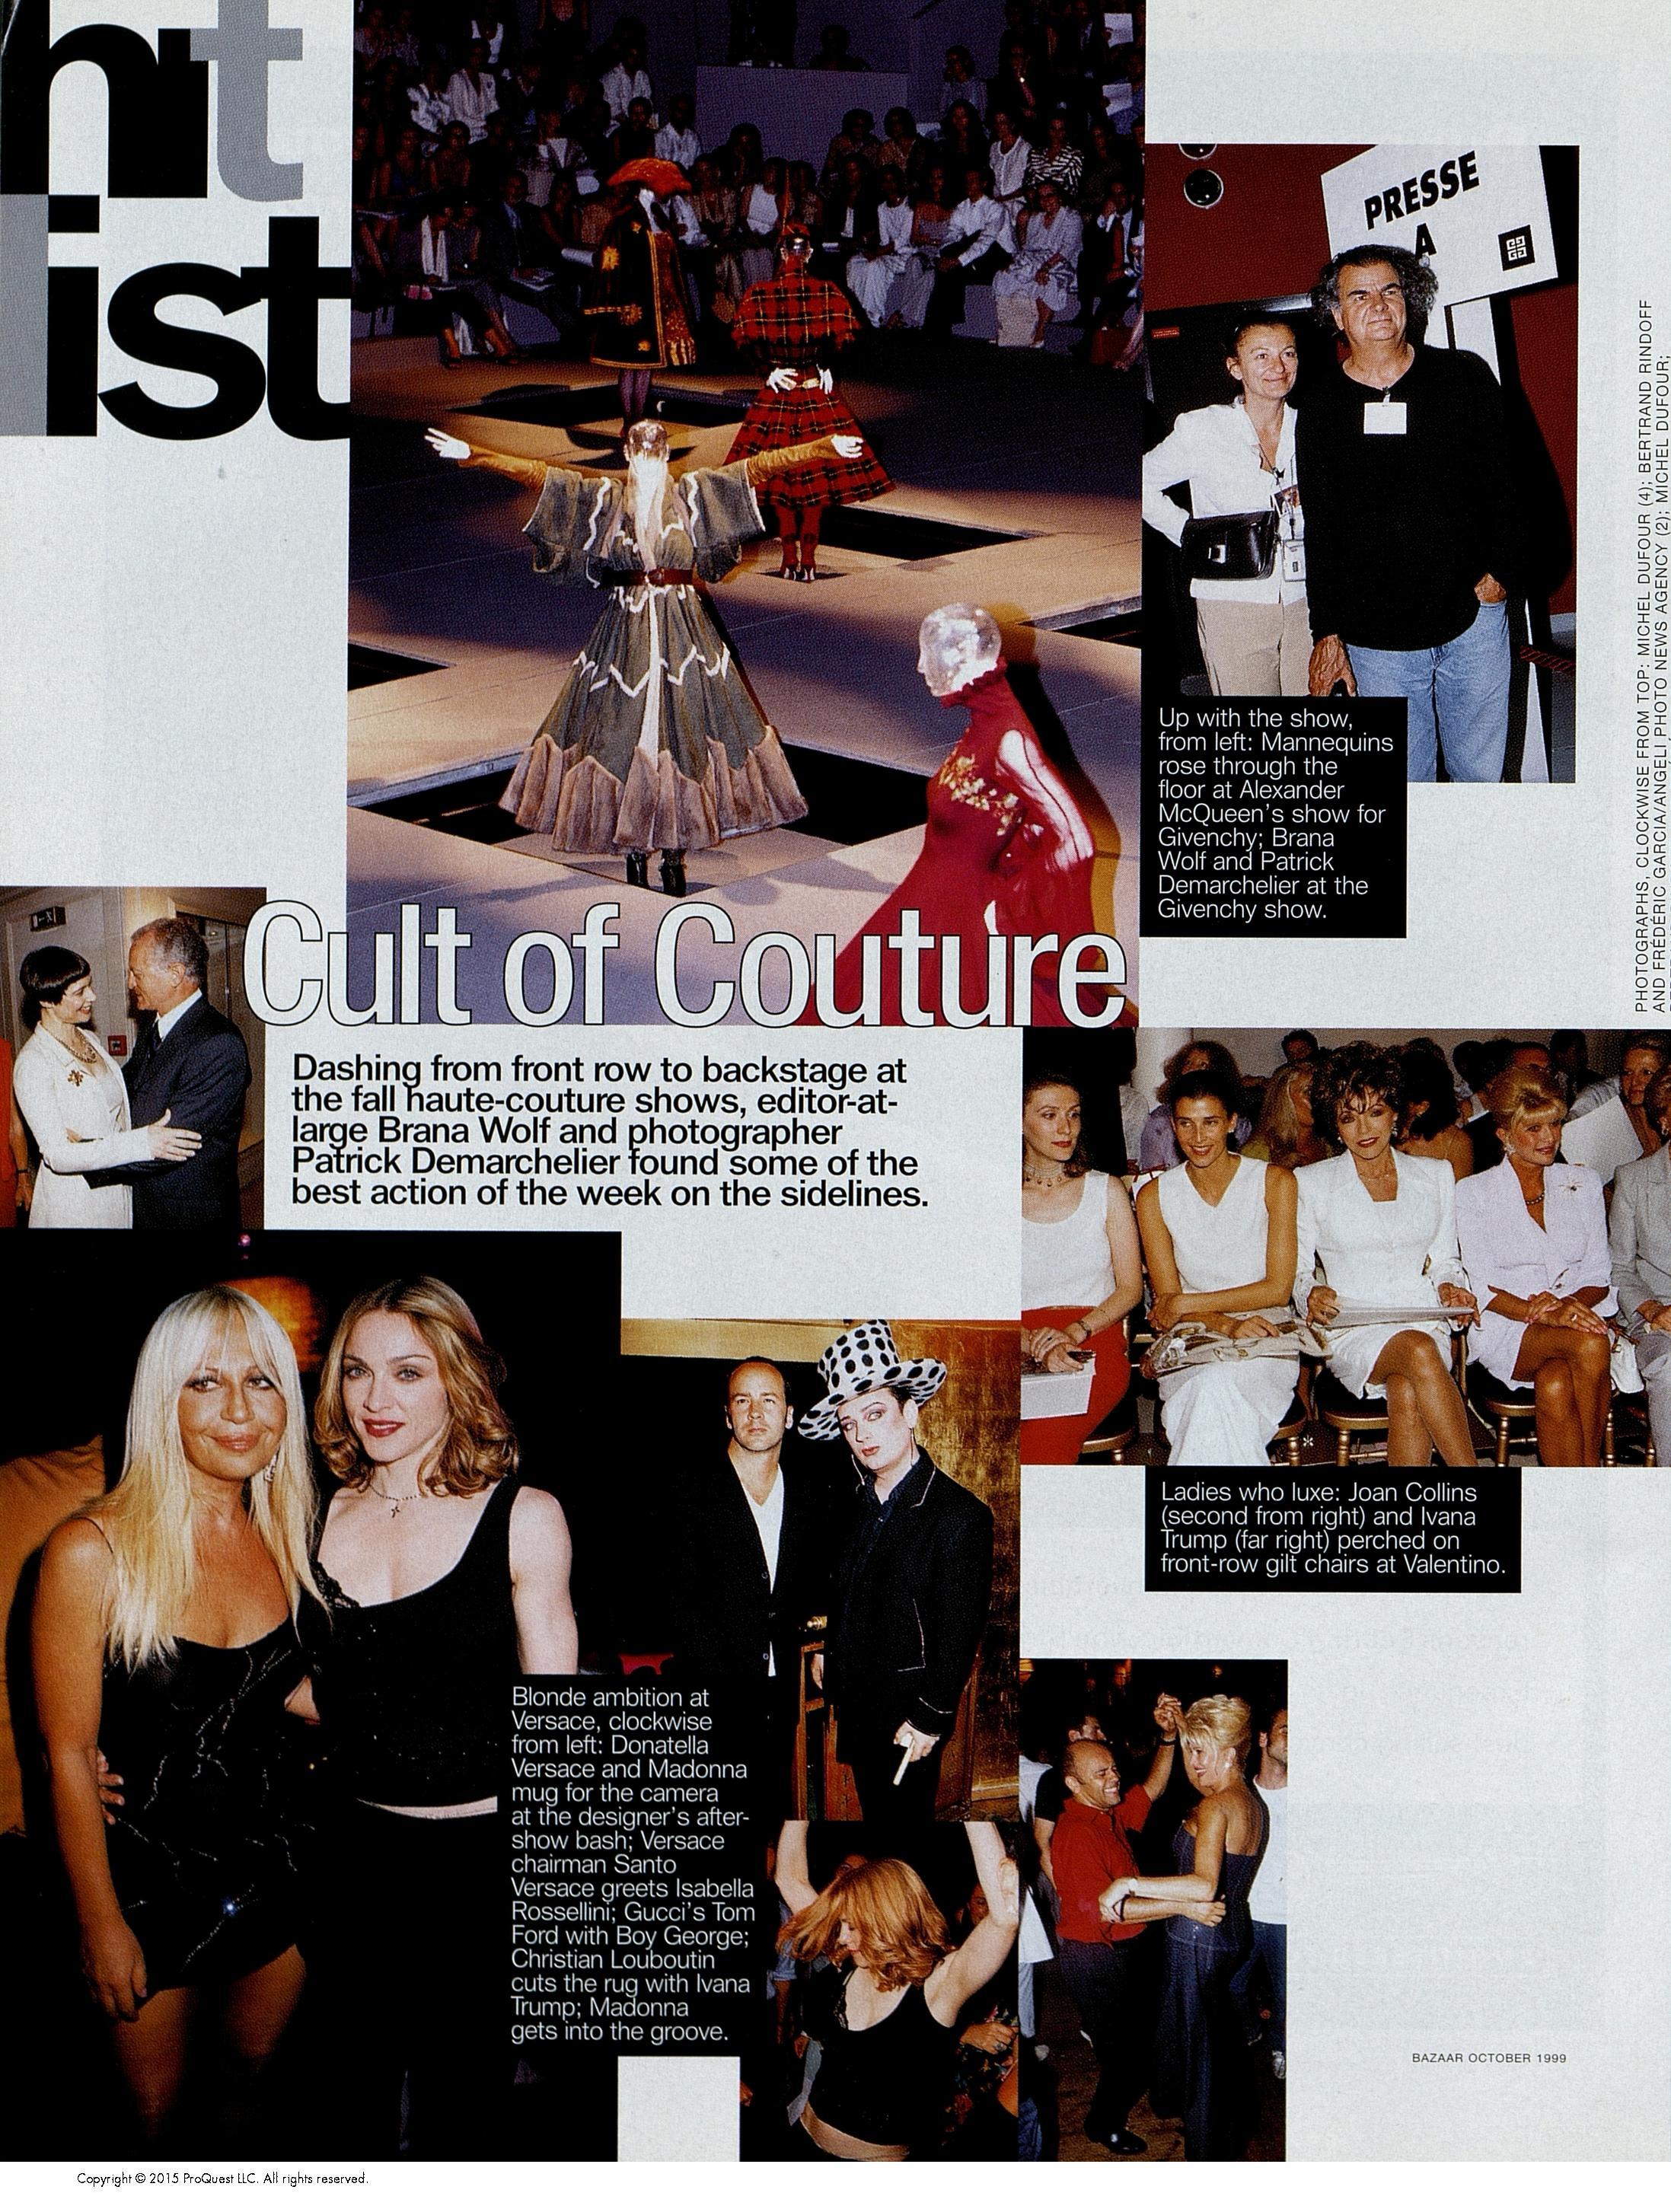 ht
list
PRESSE
A
Up with the show,
from left: Mannequins
rose through the
floor at Alexander
McQueen's show for
Givenchy; Brana
Wolf and Patrick
Demarchelier at the
Givenchy show.
PHOTOGRAPHS, CLOCKWISE FROM TOP: MICHEL DUFOUR (4); BERTRAND RINDOFF
AND FRÉDÉRIC GARCIA/ANGELI PHOTO NEWS AGENCY (2); MICHEL DUFOUR;
Cult of Couture
Dashing from front row to backstage at
the fall haute-couture shows, editor-at-
large Brana Wolf and photographer
Patrick Demarchelier found some of the
best action of the week on the sidelines.
Ladies who luxe: Joan Collins
(second from right) and Ivana
Trump (far right) perched on
front-row gilt chairs at Valentino.
Blonde ambition at
Versace, clockwise
from left: Donatella
Versace and Madonna
mug for the camera
at the designer's after-
show bash; Versace
chairman Santo
Versace greets Isabella
Rossellini; Gucci's Tom
Ford with Boy George;
Christian Louboutin
cuts the rug with Ivana
Trump; Madonna
gets into the groove.
BAZAAR OCTOBER 1999
Copyright © 2015 ProQuest LLC. All rights reserved.